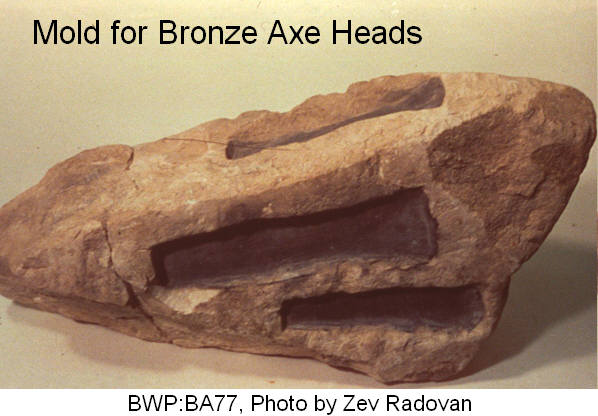 Mold for Bronze Axe Heads
BWP:BA77, Photo by Zev Radovan